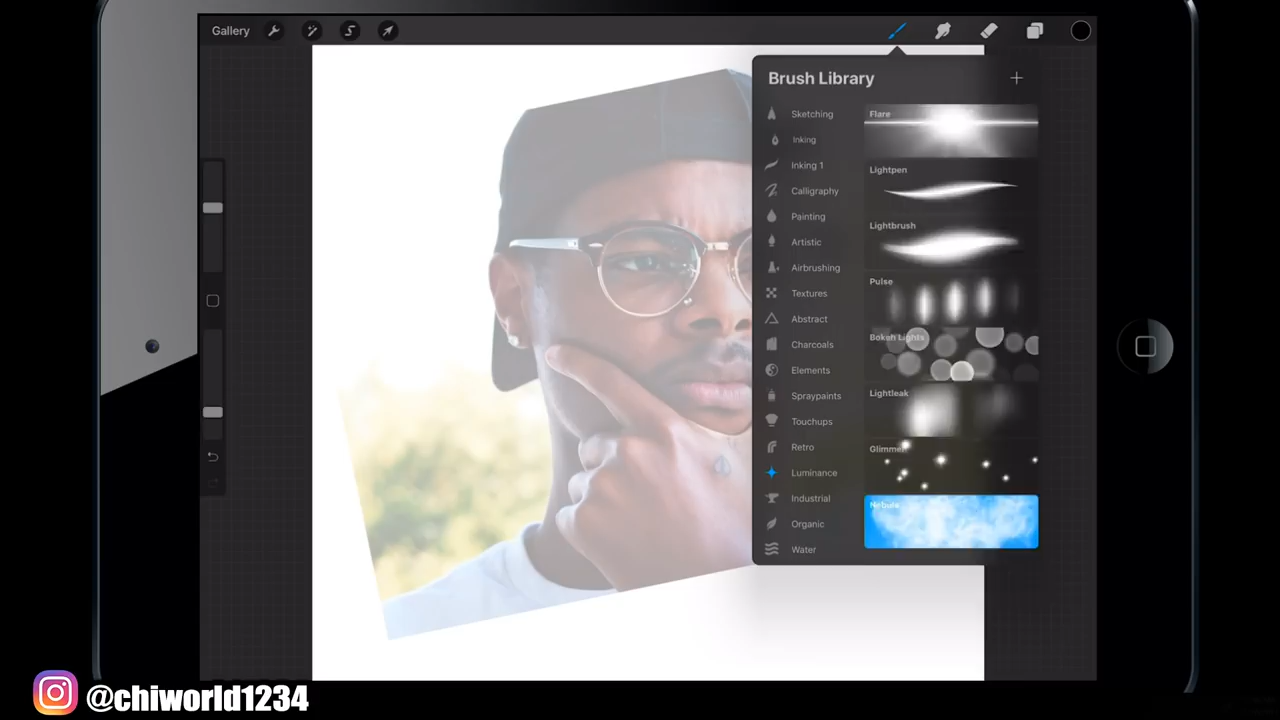 Gallery
Brush Library
Sketching
Inking
Inking 1
Calligraphy
Painting
Artistic
Airbrushing
Textures
Abstract
Charcoals
Elements
Spraypaints
Touchups
Retro
Luminance
Industrial
Organic
Water
Flare
Lightpen
Lightbrush
Pulse
Bokeh Lights
Lightleak
Glimmer
Nebula
@chiworld1234